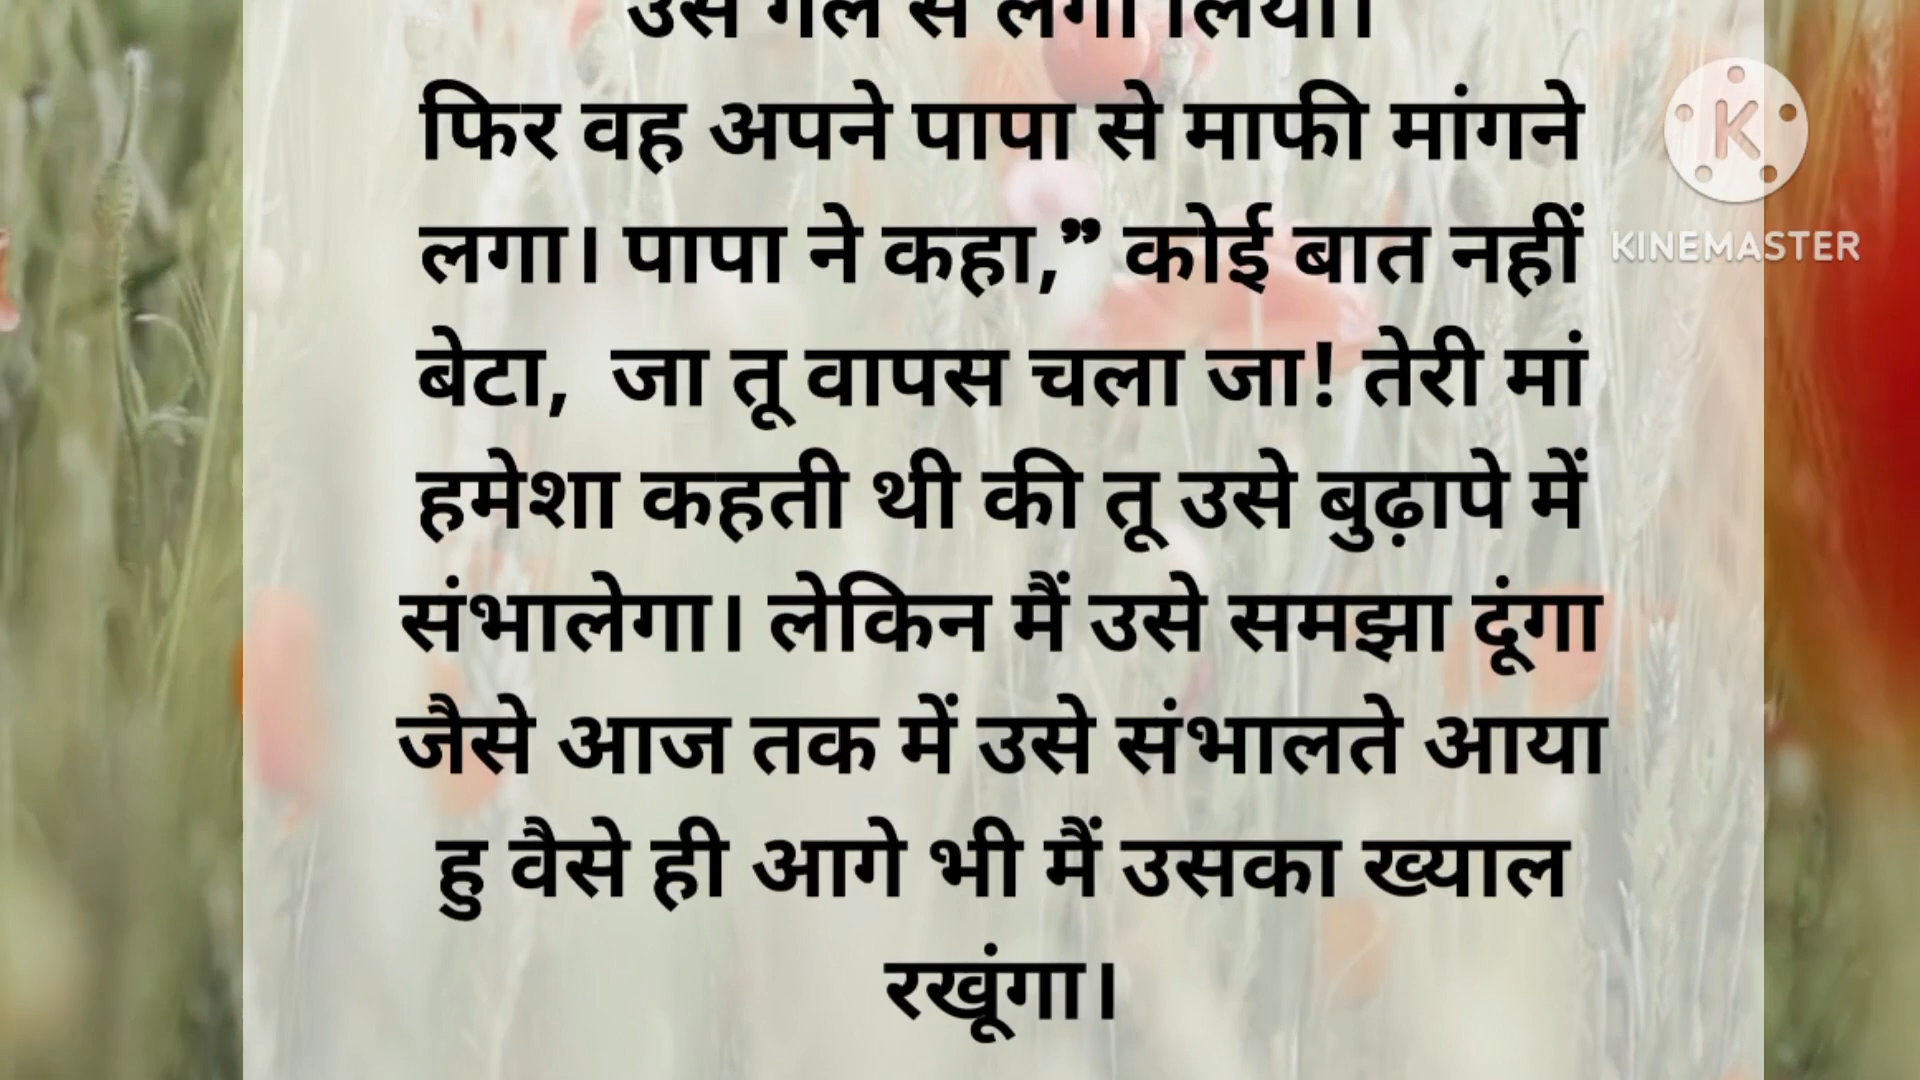 उसे गले से लगा लिया।
फिर वह अपने पापा से माफी मांगने
लगा। पापा ने कहा,” कोई बात नहीं
बेटा,  जा तू वापस चला जा! तेरी मां
हमेशा कहती थी की तू उसे बुढ़ापे में
संभालेगा। लेकिन मैं उसे समझा दूंगा
जैसे आज तक में उसे संभालते आया
हु वैसे ही आगे भी मैं उसका ख्याल
रखूंगा।
K
KINEMASTER